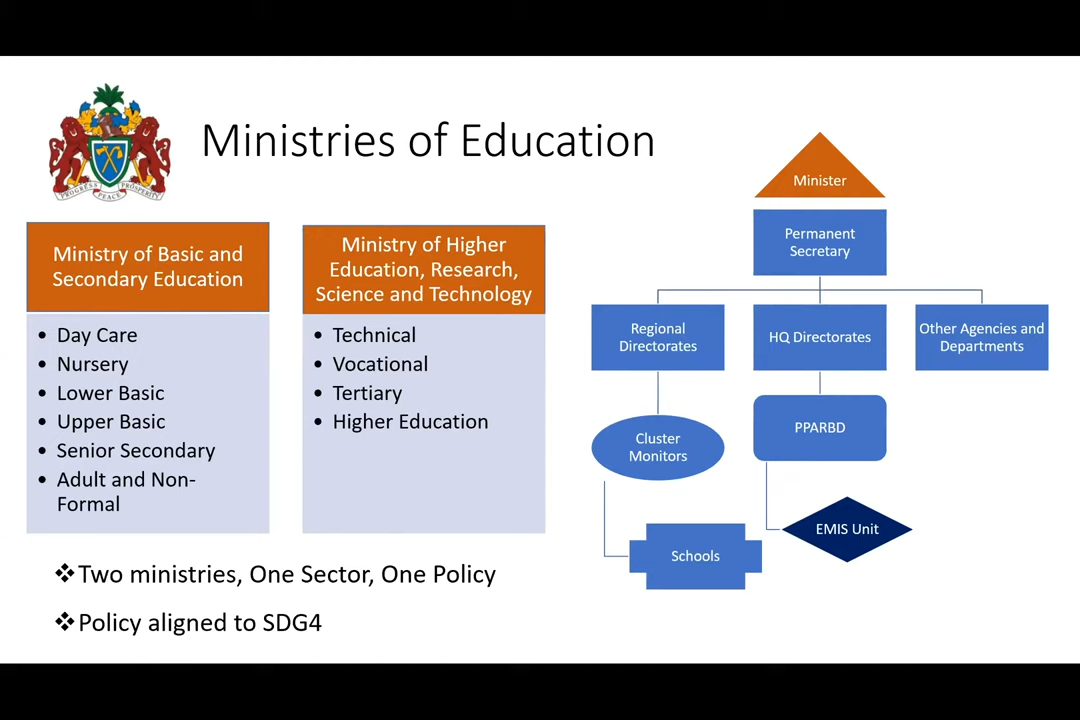 Ministries of Education
PROGRESS
PEACE
PROSPERITY
Ministry of Basic and
Secondary Education
• Day Care
• Nursery
• Lower Basic
• Upper Basic
• Senior Secondary
• Adult and Non-
Formal
Ministry of Higher
Education, Research,
Science and Technology
• Technical
• Vocational
• Tertiary
• Higher Education
❖Two ministries, One Sector, One Policy
❖Policy aligned to SDG4
Minister
Permanent
Secretary
Regional
Directorates
HQ Directorates
Other Agencies and
Departments
Cluster
Monitors
PPARBD
Schools
EMIS Unit